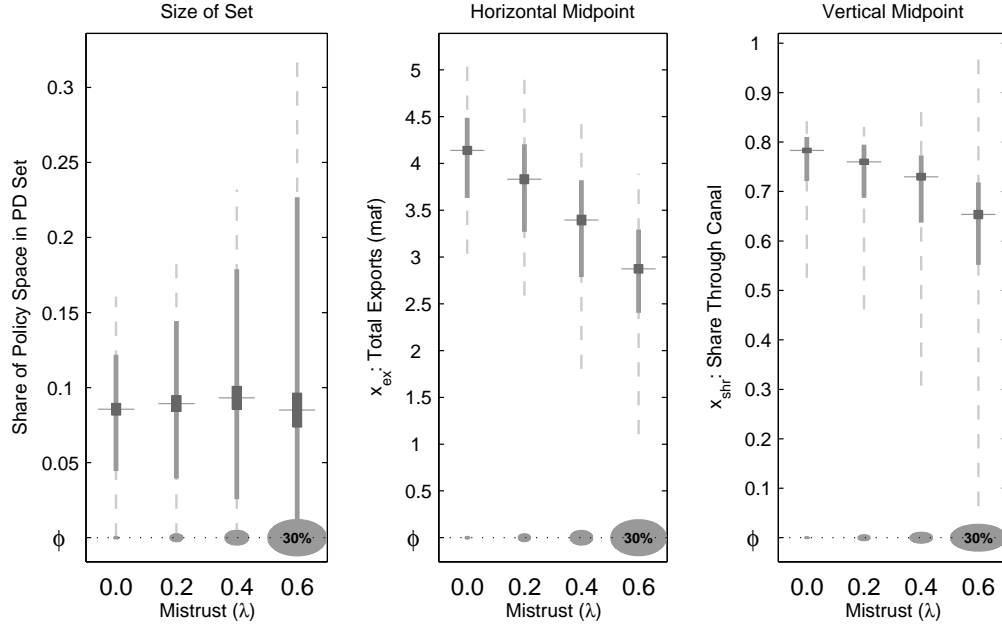 Size of Set
Share of Policy Space in PD Set
0.3
0.25
0.2
0.15
0.1
0.05
ϕ
30%
0.0 0.2 0.4 0.6
Mistrust (λ)
Horizontal Midpoint
x_ex: Total Exports (maf)
5
4.5
4
3.5
3
2.5
2
1.5
1
0.5
ϕ
30%
0.0 0.2 0.4 0.6
Mistrust (λ)
Vertical Midpoint
x_shr: Share Through Canal
1
0.9
0.8
0.7
0.6
0.5
0.4
0.3
0.2
0.1
ϕ
30%
0.0 0.2 0.4 0.6
Mistrust (λ)